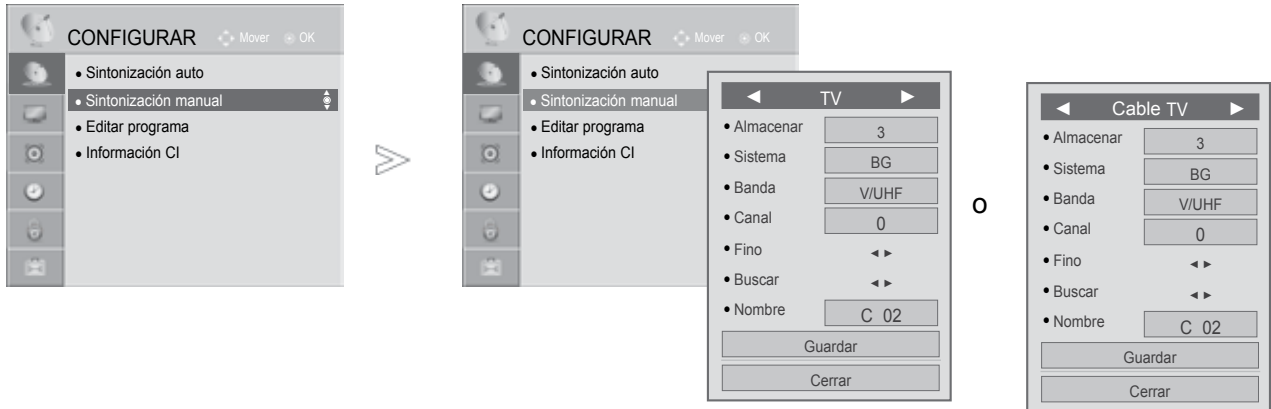 CONFIGURAR Mover OK
• Sintonización auto
• Sintonización manual
• Editar programa
• Información CI
CONFIGURAR Mover OK
• Sintonización auto
• Sintonización manual
• Editar programa
• Información CI
◄ TV ►
• Almacenar 3
• Sistema BG
• Banda V/UHF
• Canal 0
• Fino ◄ ►
• Buscar ◄ ►
• Nombre C 02
Guardar
Cerrar
o
◄ Cable TV ►
• Almacenar 3
• Sistema BG
• Banda V/UHF
• Canal 0
• Fino ◄ ►
• Buscar ◄ ►
• Nombre C 02
Guardar
Cerrar